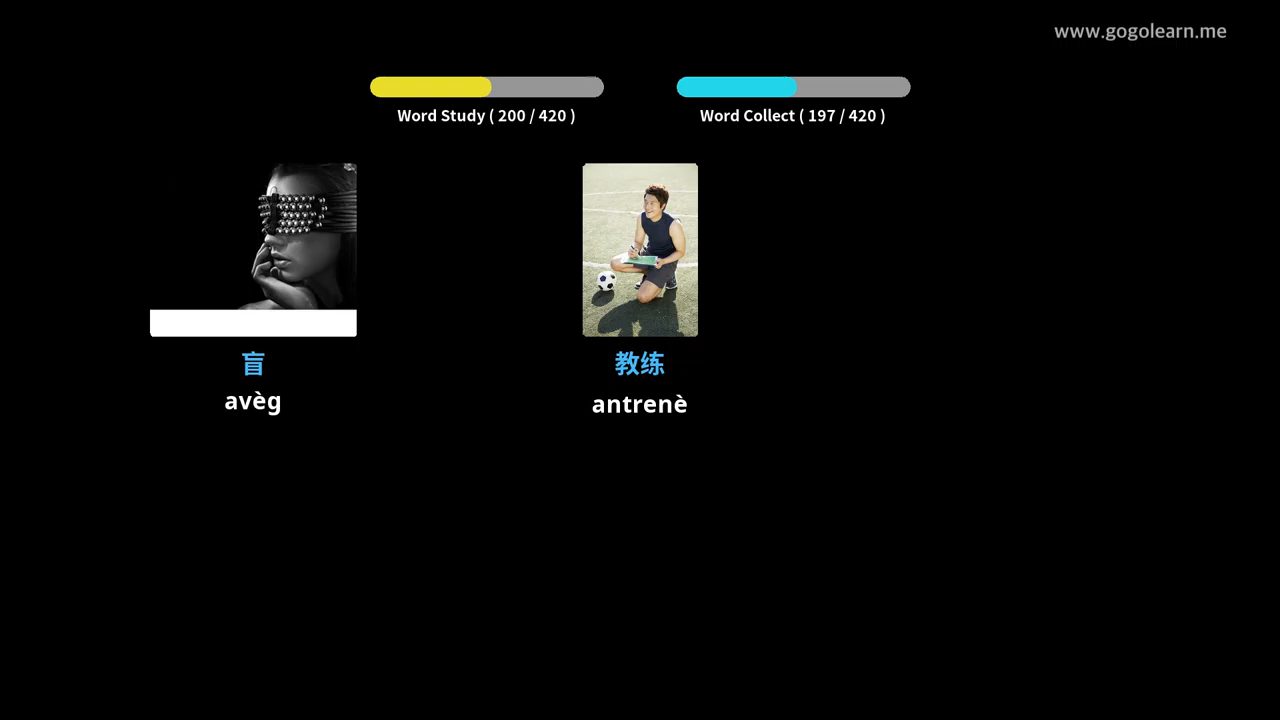 www.gogolearn.me
Word Study ( 200 / 420 )
Word Collect ( 197 / 420 )
盲
avèg
教练
antrenè